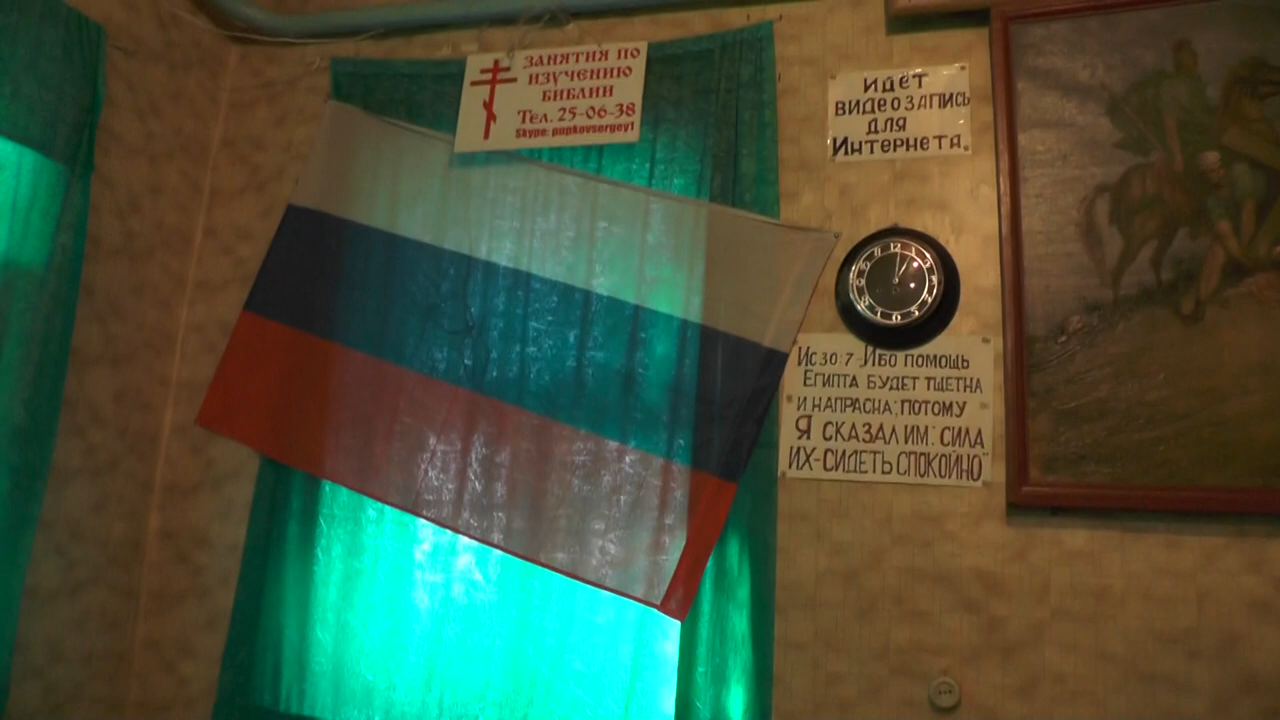 ЗАНЯТИЯ ПО
ИЗУЧЕНИЮ
БИБЛИИ
Тел. 25-06-38
Skype: pupkovsergey1
ИДЁТ
ВИДЕОЗАПИСЬ
ДЛЯ
ИНТЕРНЕТА.
Ис 30:7-Ибо помощь
Египта будет тщетна
и напрасна; потому
Я сказал им: сила
их-сидеть спокойно"